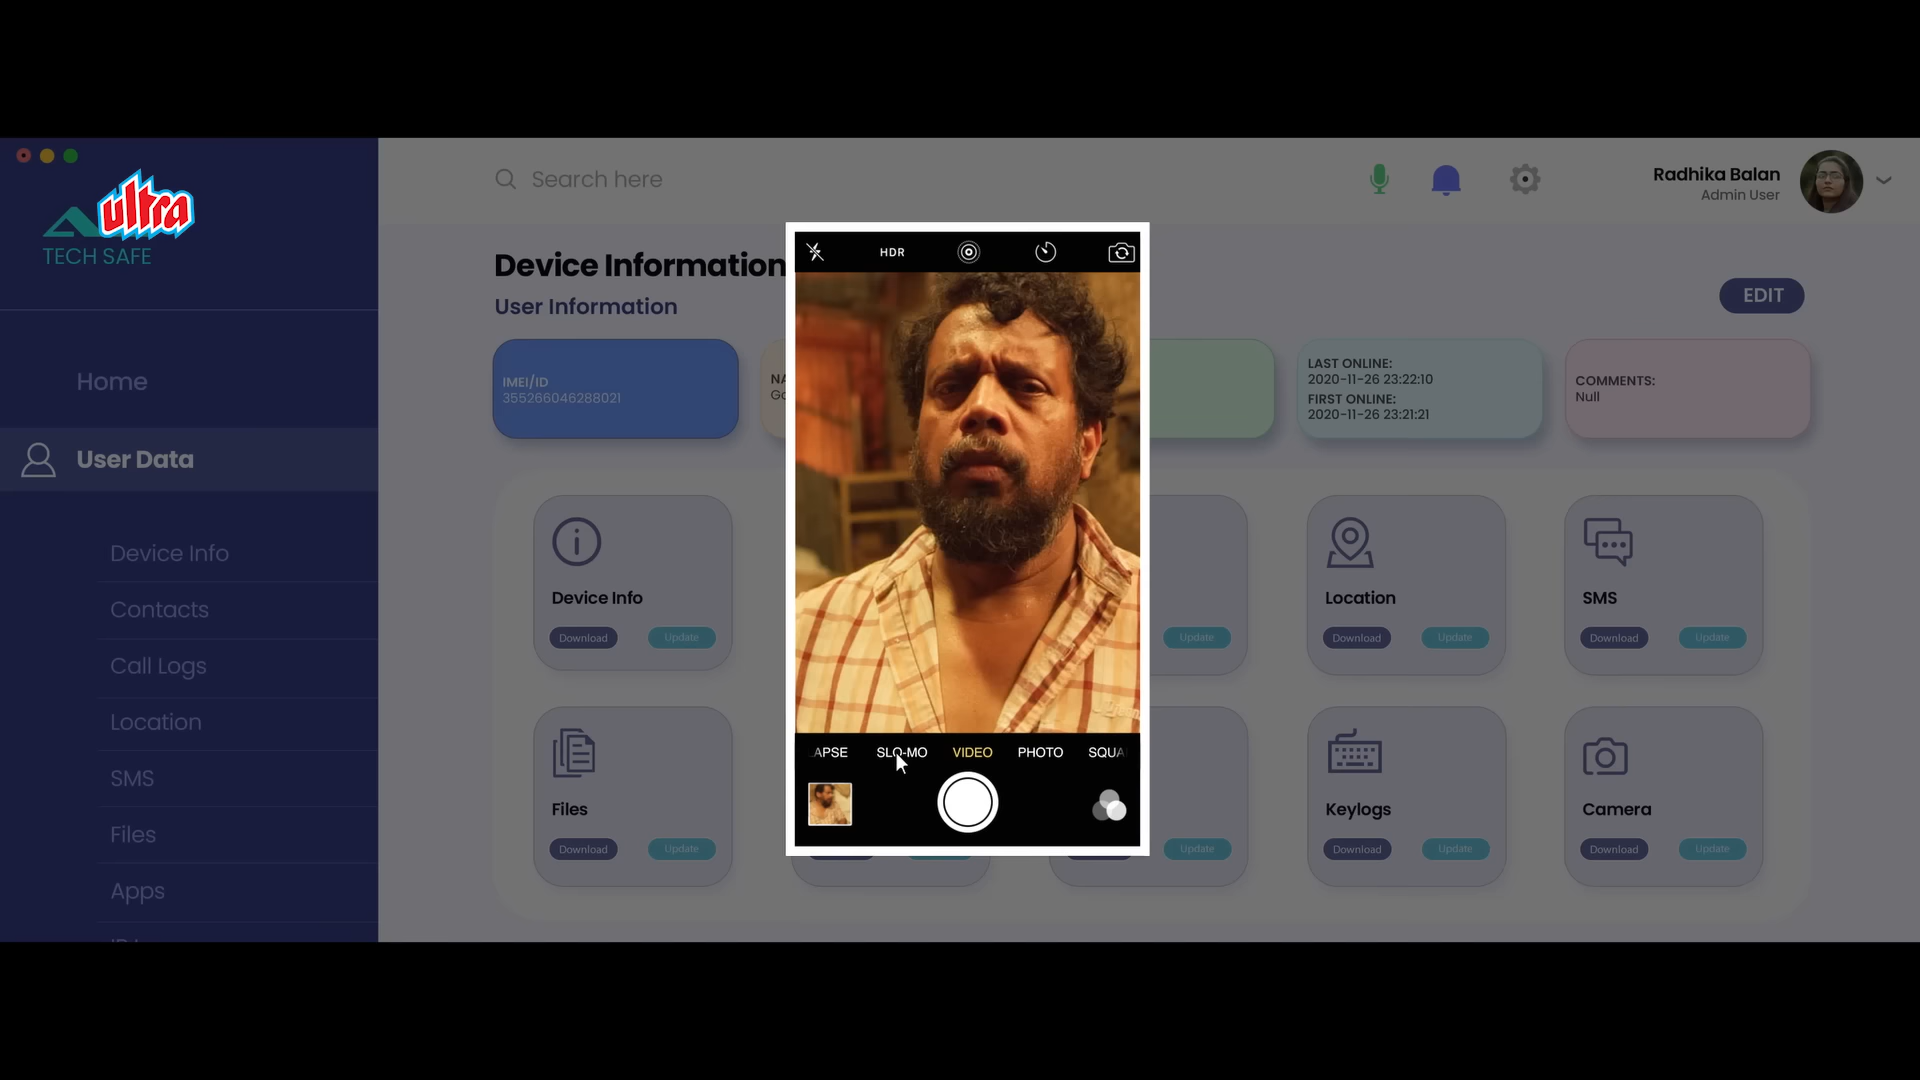 ultra
TECH SAFE
Search here
Radhika Balan
Admin User
Device Information
User Information
EDIT
Home
User Data
Device Info
Contacts
Call Logs
Location
SMS
Files
Apps
IMEI/ID
355266046288021
LAST ONLINE:
2020-11-26 23:22:10
FIRST ONLINE:
2020-11-26 23:21:21
COMMENTS:
Null
HDR
Device Info
Download Update
Update
Location
Download Update
SMS
Download Update
LAPSE SLO-MO VIDEO PHOTO SQUA
Files
Download Update
Update
Keylogs
Download Update
Camera
Download Update